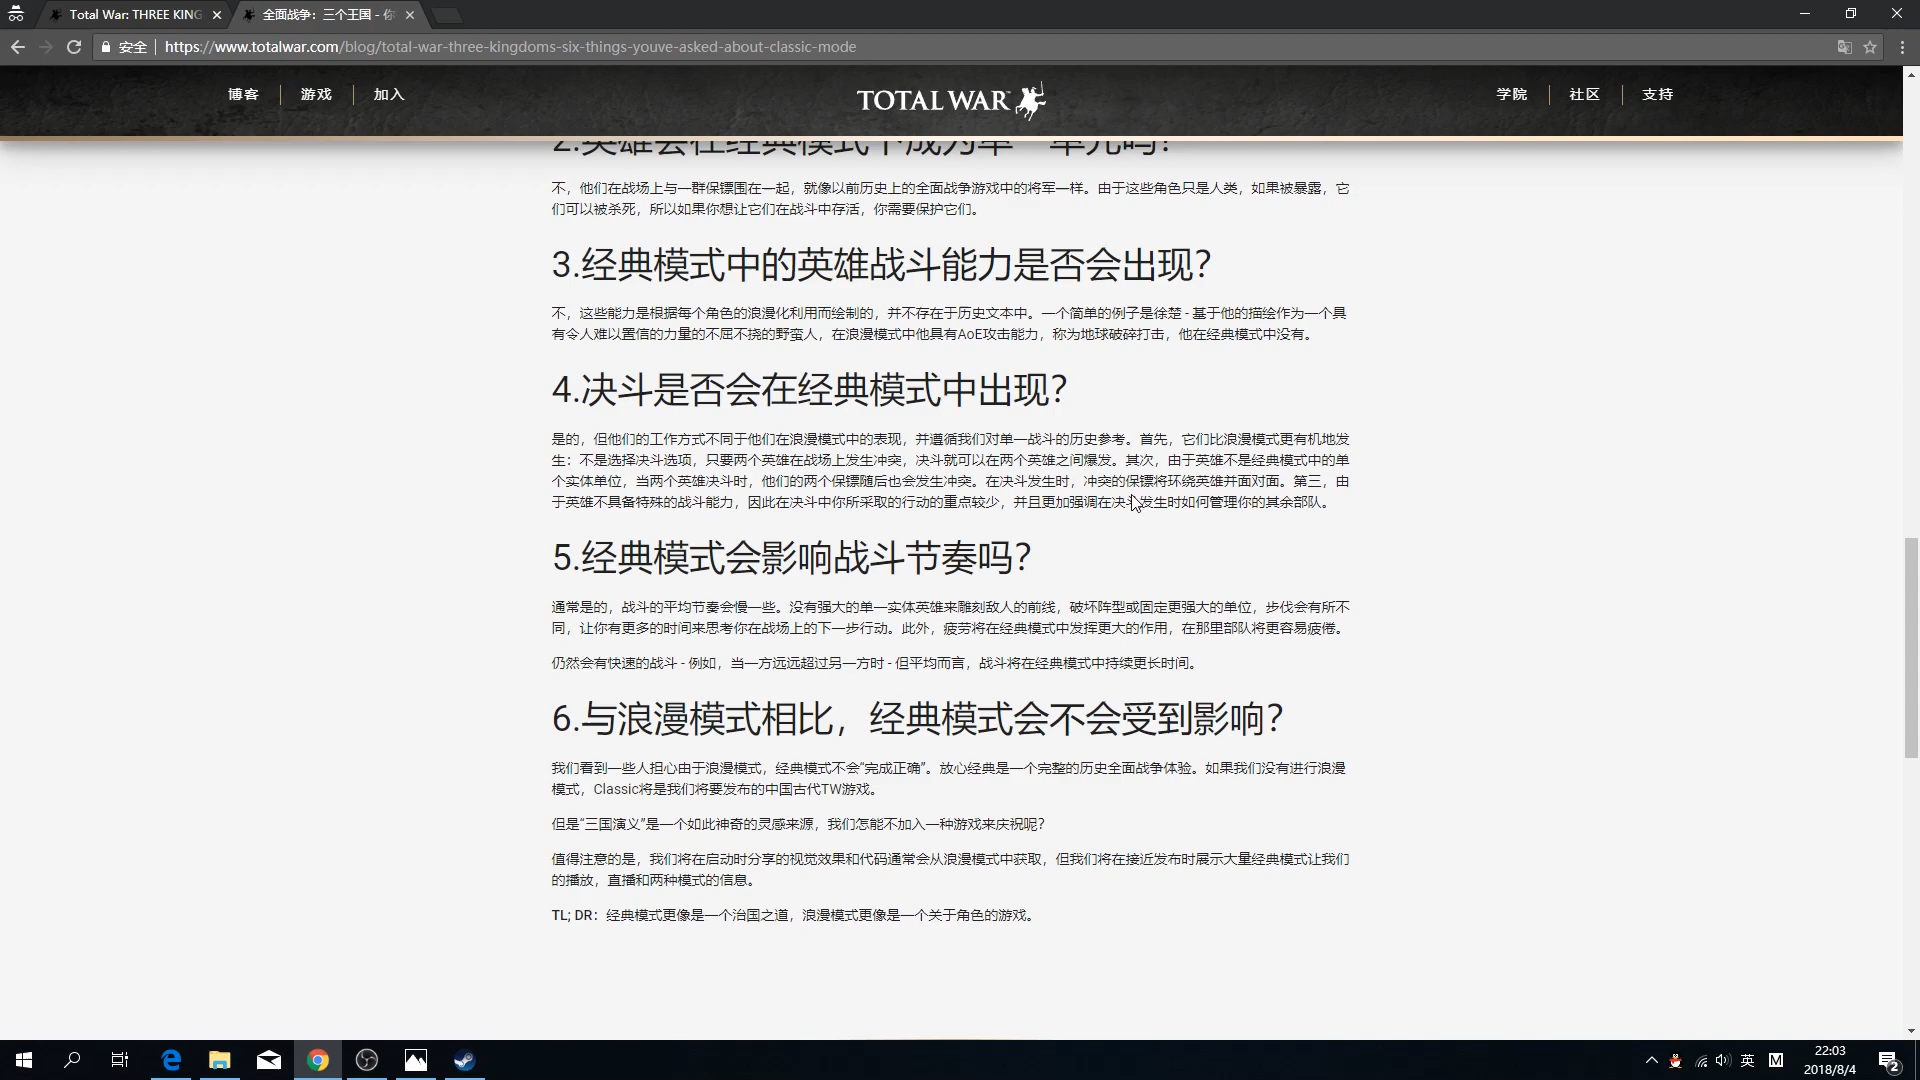 Total War: THREE KING
全面战争：三个王国 - 你
安全
https://www.totalwar.com/blog/total-war-three-kingdoms-six-things-youve-asked-about-classic-mode
博客
游戏
加入
TOTAL WAR
学院
社区
支持
2.英雄会在经典模式下成为单一单元吗？
不，他们在战场上与一群保镖围在一起，就像以前历史上的全面战争游戏中的将军一样。由于这些角色只是人类，如果被暴露，它
们可以被杀死，所以如果你想让它们在战斗中存活，你需要保护它们。
3.经典模式中的英雄战斗能力是否会出现？
不，这些能力是根据每个角色的浪漫化利用而绘制的，并不存在于历史文本中。一个简单的例子是徐楚 - 基于他的描绘作为一个具
有令人难以置信的力量的不屈不挠的野蛮人，在浪漫模式中他具有AoE攻击能力，称为地球破碎打击，他在经典模式中没有。
4.决斗是否会在经典模式中出现？
是的，但他们的工作方式不同于他们在浪漫模式中的表现，并遵循我们对单一战斗的历史参考。首先，它们比浪漫模式更有机地发
生：不是选择决斗选项，只要两个英雄在战场上发生冲突，决斗就可以在两个英雄之间爆发。其次，由于英雄不是经典模式中的单
个实体单位，当两个英雄决斗时，他们的两个保镖随后也会发生冲突。在决斗发生时，冲突的保镖将环绕英雄并面对面。第三，由
于英雄不具备特殊的战斗能力，因此在决斗中你所采取的行动的重点较少，并且更加强调在决斗发生时如何管理你的其余部队。
5.经典模式会影响战斗节奏吗？
通常是的，战斗的平均节奏会慢一些。没有强大的单一实体英雄来雕刻敌人的前线，破坏阵型或固定更强大的单位，步伐会有所不
同，让你有更多的时间来思考你在战场上的下一步行动。此外，疲劳将在经典模式中发挥更大的作用，在那里部队将更容易疲倦。
仍然会有快速的战斗 - 例如，当一方远远超过另一方时 - 但平均而言，战斗将在经典模式中持续更长时间。
6.与浪漫模式相比，经典模式会不会受到影响？
我们看到一些人担心由于浪漫模式，经典模式不会“完成正确”。放心经典是一个完整的历史全面战争体验。如果我们没有进行浪漫
模式，Classic将是我们将要发布的中国古代TW游戏。
但是“三国演义”是一个如此神奇的灵感来源，我们怎能不加入一种游戏来庆祝呢？
值得注意的是，我们将在启动时分享的视觉效果和代码通常会从浪漫模式中获取，但我们将在接近发布时展示大量经典模式让我们
的播放，直播和两种模式的信息。
TL; DR：经典模式更像是一个治国之道，浪漫模式更像是一个关于角色的游戏。
英
M
22:03
2018/8/4
2